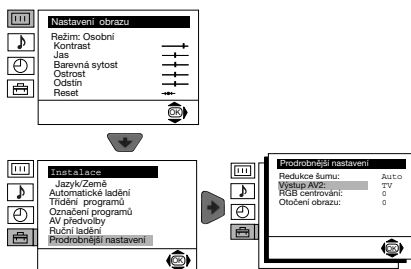 Nastavení obrazu
Režim: Osobní
Kontrast
Jas
Barevná sytost
Ostrost
Odstín
Reset
OK
Instalace
Jazyk/Země
Automatické ladění
Třídění programů
Označení programů
AV předvolby
Ruční ladění
Prodrobnější nastavení
OK
Prodrobnější nastavení
Redukce šumu: Auto
Výstup AV2: TV
RGB centrování: 0
Otočení obrazu: 0
OK